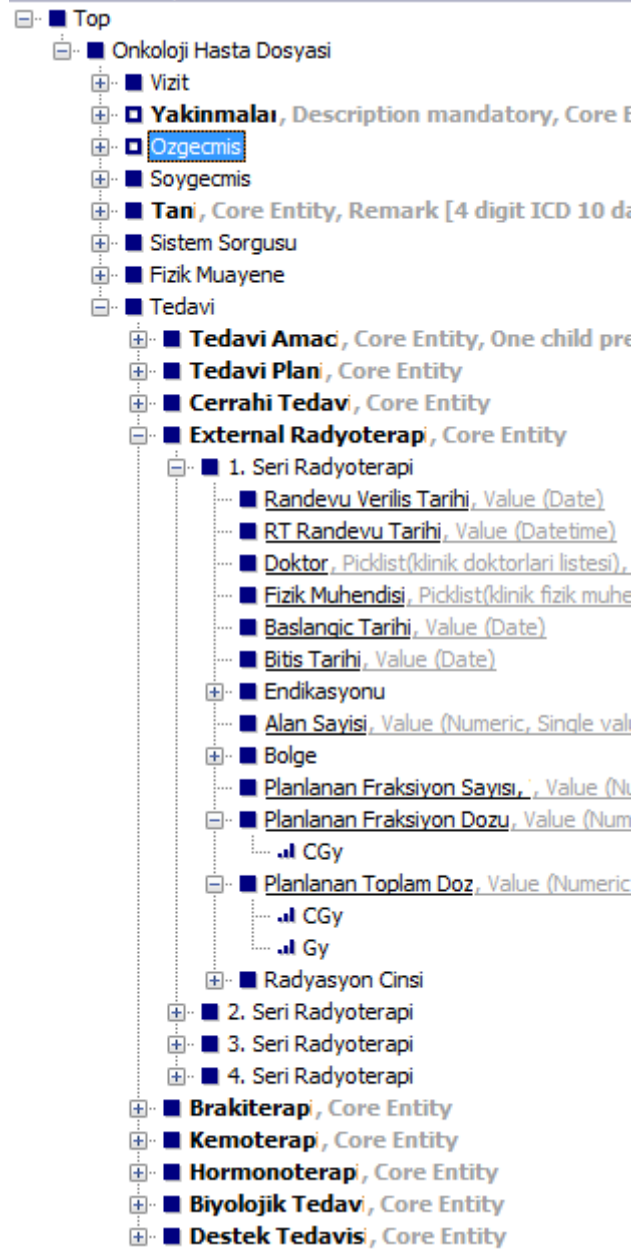 Top
Onkoloji Hasta Dosyasi
Vizit
Yakinmaları, Description mandatory, Core E
Ozgecmis
Soygecmis
Tani, Core Entity, Remark [4 digit ICD 10 da
Sistem Sorgusu
Fizik Muayene
Tedavi
Tedavi Amaci, Core Entity, One child pre
Tedavi Plani, Core Entity
Cerrahi Tedavi, Core Entity
External Radyoterapi, Core Entity
1. Seri Radyoterapi
Randevu Verilis Tarihi, Value (Date)
RT Randevu Tarihi, Value (Datetime)
Doktor, Picklist(klinik doktorlari listesi),
Fizik Muhendisi, Picklist(klinik fizik muhe
Baslangic Tarihi, Value (Date)
Bitis Tarihi, Value (Date)
Endikasyonu
Alan Sayisi, Value (Numeric, Single valu
Bolge
Planlanan Fraksiyon Sayısı, , Value (Nu
Planlanan Fraksiyon Dozu, Value (Num
CGy
Planlanan Toplam Doz, Value (Numeric
CGy
Gy
Radyasyon Cinsi
2. Seri Radyoterapi
3. Seri Radyoterapi
4. Seri Radyoterapi
Brakiterapi, Core Entity
Kemoterapi, Core Entity
Hormonoterapi, Core Entity
Biyolojik Tedavi, Core Entity
Destek Tedavisi, Core Entity